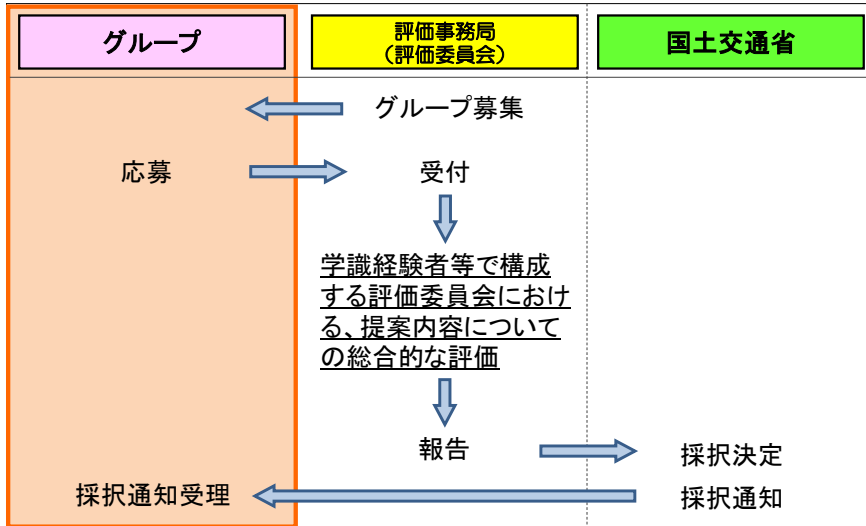 グループ
評価事務局
（評価委員会）
国土交通省
グループ募集
応募
受付
学識経験者等で構成
する評価委員会におけ
る、提案内容について
の総合的な評価
報告
採択決定
採択通知受理
採択通知